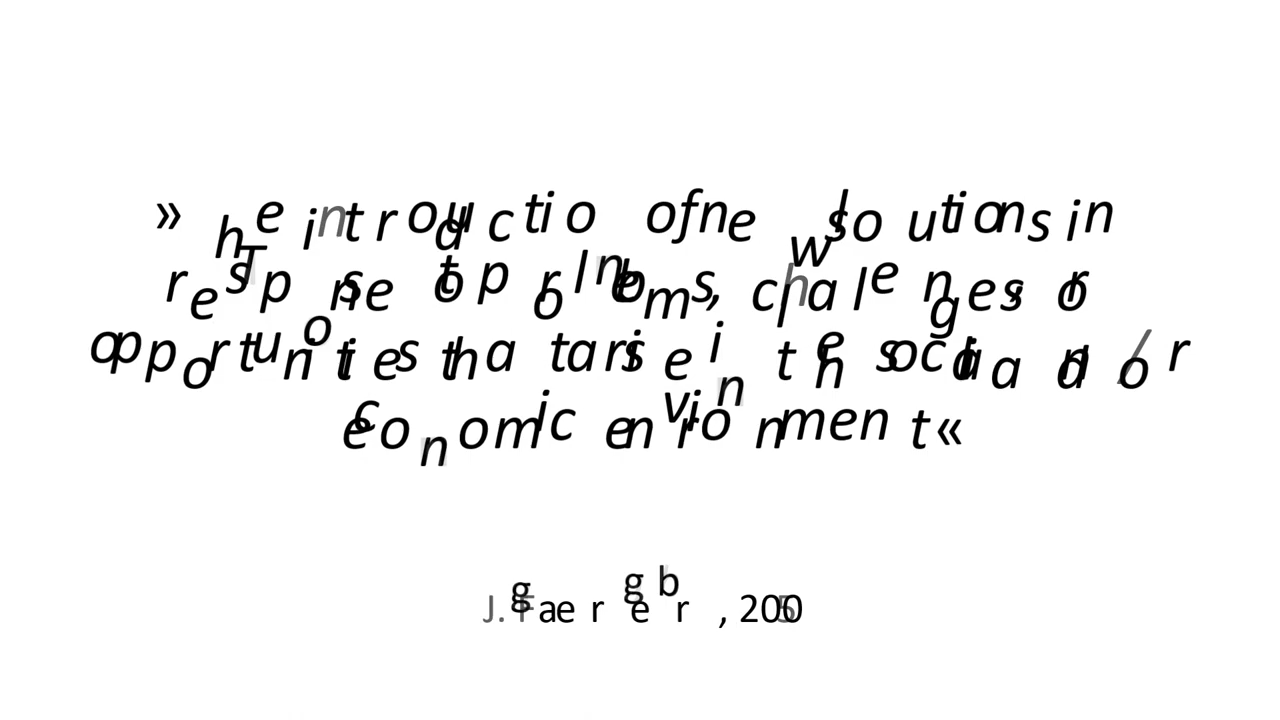 »The introduction of new solutions in
response to problems, challenges or
opportunities that arise in the social and/or
economic environment«
J. Fagerberg, 2005